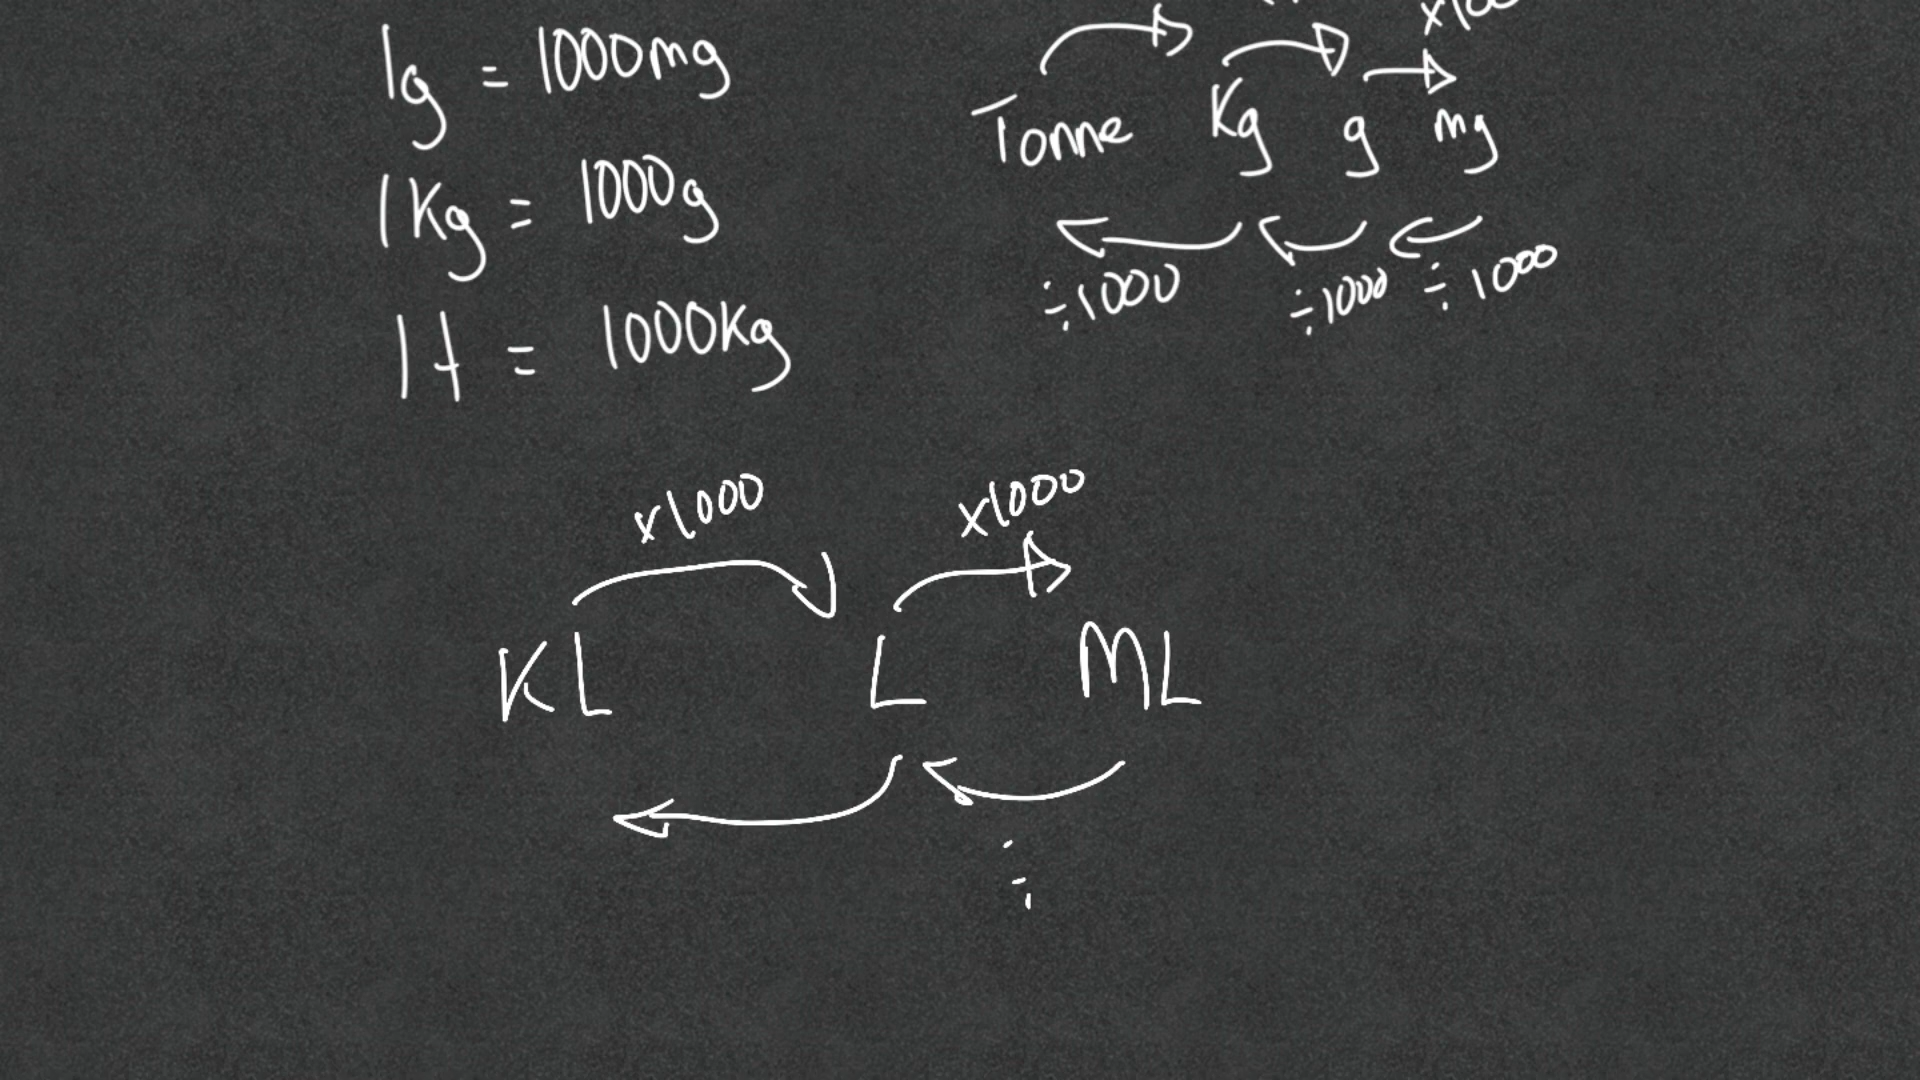 1g = 1000mg
1Kg = 1000g
1t = 1000Kg
Tonne Kg g mg
÷1000 ÷1000 ÷1000
x1000 x1000
KL L ML
÷